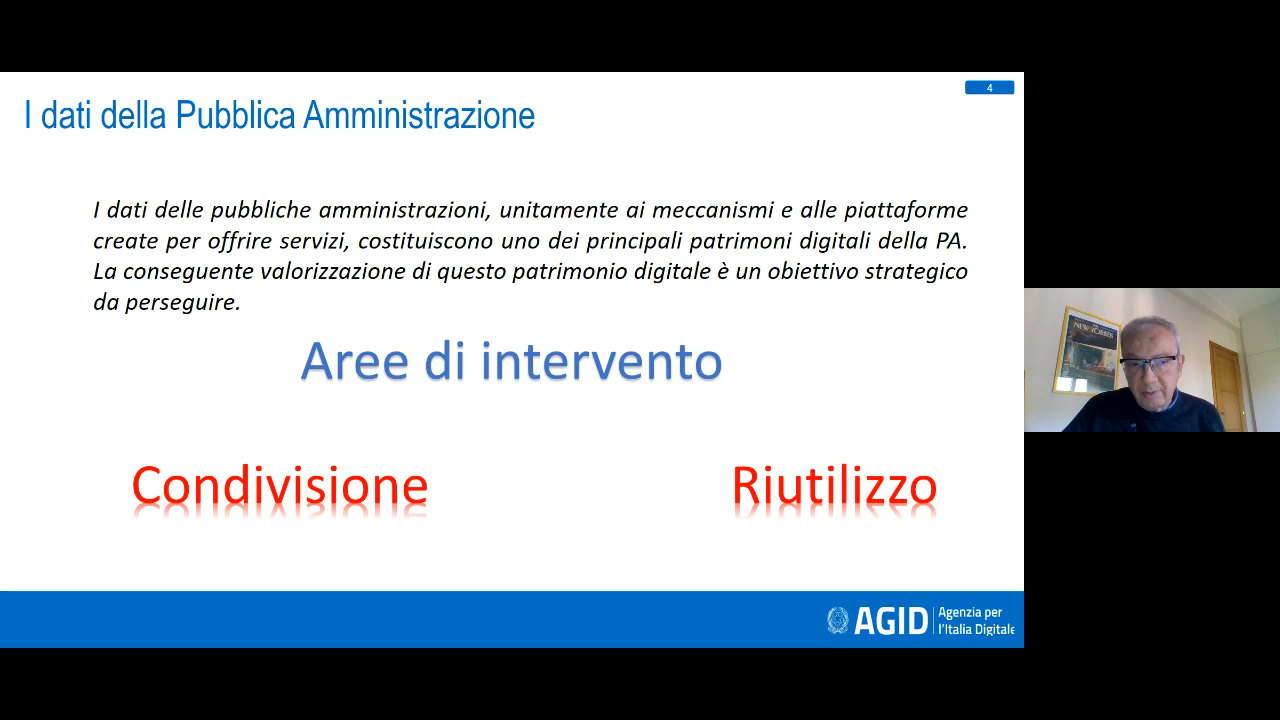 4
I dati della Pubblica Amministrazione
I dati delle pubbliche amministrazioni, unitamente ai meccanismi e alle piattaforme
create per offrire servizi, costituiscono uno dei principali patrimoni digitali della PA.
La conseguente valorizzazione di questo patrimonio digitale è un obiettivo strategico
da perseguire.
Aree di intervento
Condivisione
Riutilizzo
AGID
Agenzia per
l'Italia Digitale
NEW YORKER